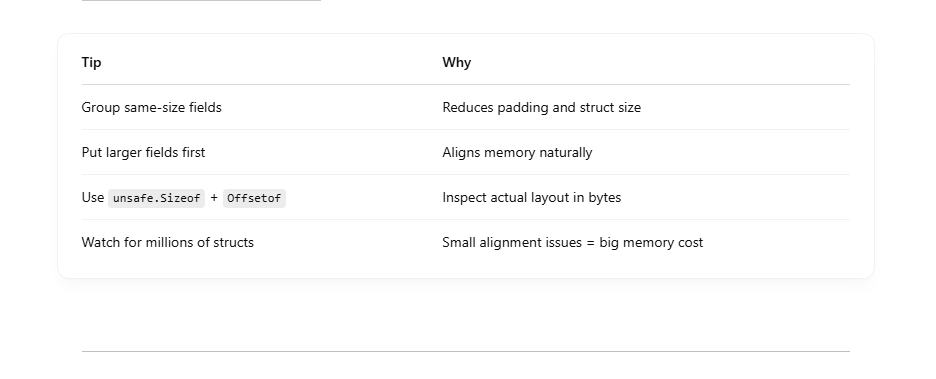 Tip Why
Group same-size fields Reduces padding and struct size
Put larger fields first Aligns memory naturally
Use unsafe.Sizeof + Offsetof Inspect actual layout in bytes
Watch for millions of structs Small alignment issues = big memory cost